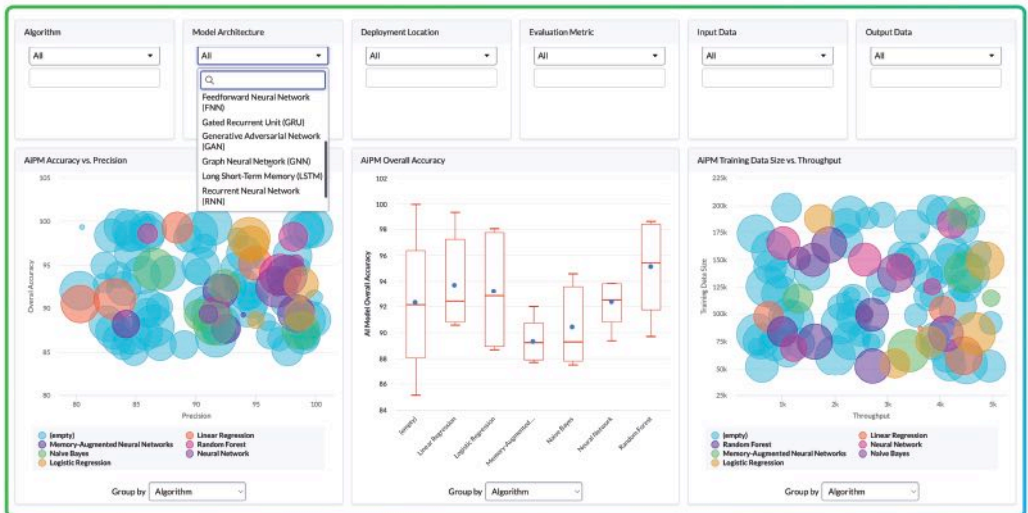 Algorithm
Model Architecture
Deployment Location
Evaluation Metric
Input Data
Output Data
All
All
All
All
All
All
Feedforward Neural Network
(FNN)
Gated Recurrent Unit (GRU)
Generative Adversarial Network
(GAN)
Graph Neural Network (GNN)
Long Short-Term Memory (LSTM)
Recurrent Neural Network
(RNN)
AiPM Accuracy vs. Precision
105
100
95
90
85
80
Overall Accuracy
80
85
90
95
100
Precision
(empty)
Memory-Augmented Neural Networks
Naive Bayes
Logistic Regression
Linear Regression
Random Forest
Neural Network
Group by
Algorithm
AiPM Overall Accuracy
102
100
98
96
94
92
90
88
86
84
AI Model Overall Accuracy
(empty)
Linear Regression
Logistic Regression
Memory-Augmented...
Naive Bayes
Neural Network
Random Forest
Group by
Algorithm
AiPM Training Data Size vs. Throughput
225k
200k
175k
150k
125k
100k
75k
50k
25k
Training Data Size
1k
2k
3k
4k
5k
Throughput
(empty)
Random Forest
Memory-Augmented Neural Networks
Logistic Regression
Linear Regression
Neural Network
Naive Bayes
Group by
Algorithm